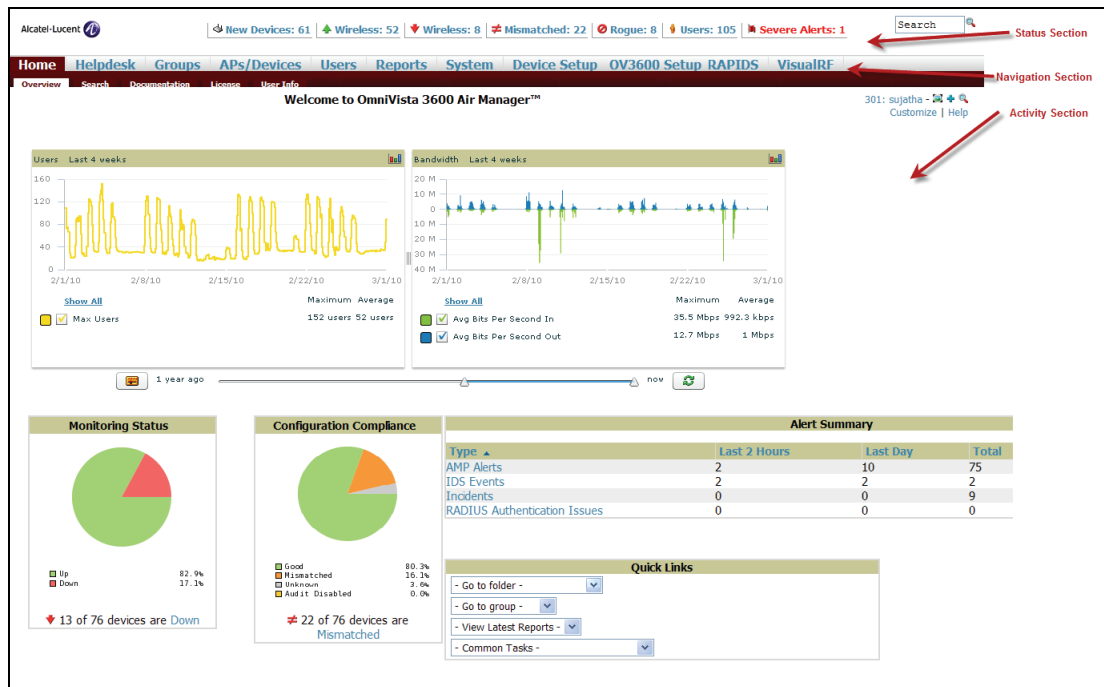 Alcatel-Lucent
New Devices: 61 Wireless: 52 Wireless: 8 Mismatched: 22 Rogue: 8 Users: 105 Severe Alerts: 1
Search
Status Section
Home Helpdesk Groups APs/Devices Users Reports System Device Setup OV3600 Setup RAPIDS VisualRF
Navigation Section
Overview Search Documentation License User Info
Welcome to OmniVista 3600 Air Manager™
301: sujatha -
Customize | Help
Activity Section
Users Last 4 weeks
160
120
80
40
0
2/1/10 2/8/10 2/15/10 2/22/10 3/1/10
Show All Maximum Average
Max Users 152 users 52 users
Bandwidth Last 4 weeks
20 M
10 M
0
10 M
20 M
30 M
40 M
2/1/10 2/8/10 2/15/10 2/22/10 3/1/10
Show All Maximum Average
Avg Bits Per Second In 35.5 Mbps 992.3 kbps
Avg Bits Per Second Out 12.7 Mbps 1 Mbps
1 year ago now
Monitoring Status
Up 82.9%
Down 17.1%
13 of 76 devices are Down
Configuration Compliance
Good 80.3%
Mismatched 16.1%
Unknown 3.6%
Audit Disabled 0.0%
22 of 76 devices are
Mismatched
Alert Summary
Type Last 2 Hours Last Day Total
AMP Alerts 2 10 75
IDS Events 2 2 2
Incidents 0 0 9
RADIUS Authentication Issues 0 0 0
Quick Links
- Go to folder -
- Go to group -
- View Latest Reports -
- Common Tasks -